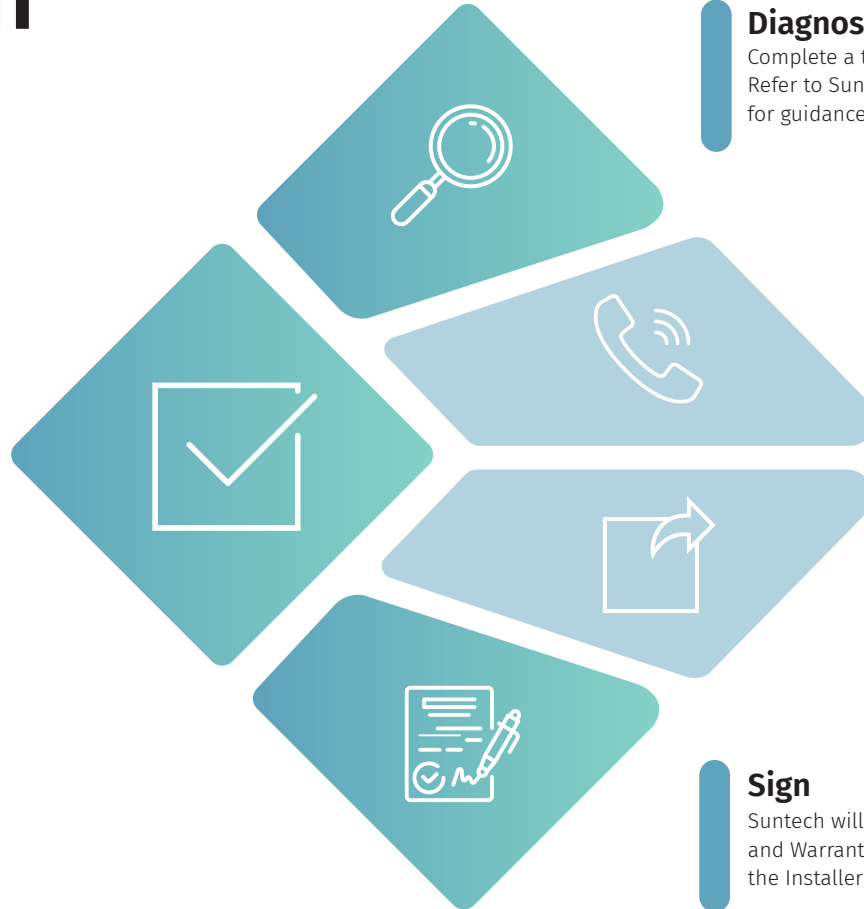 Diagnos
Complete a t
Refer to Sun
for guidance
Sign
Suntech will
and Warrant
the Installer